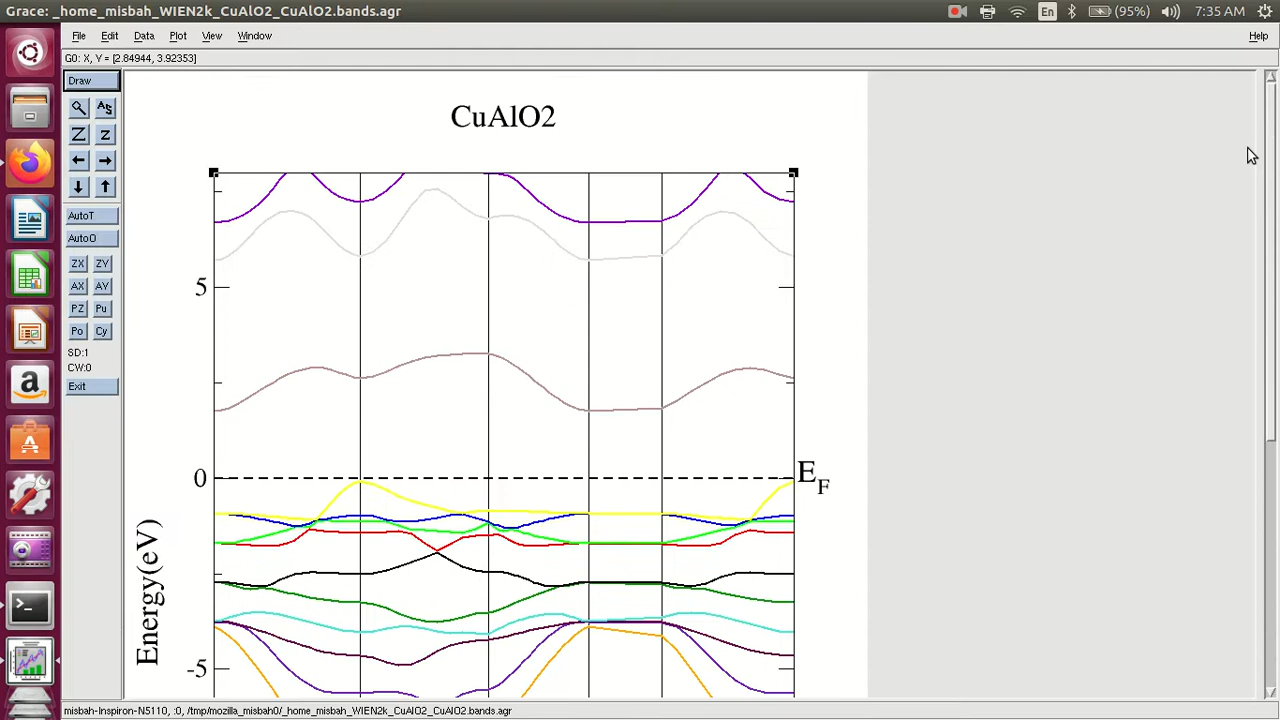 Grace: _home_misbah_WIEN2k_CuAlO2_CuAlO2.bands.agr
En
(95%)
7:35 AM
File Edit Data Plot View Window Help
G0: X, Y = [2.84944, 3.92353]
Draw
A S
Z z
AutoT
AutoO
ZX ZY
AX AY
PZ Pu
Po Cy
SD:1
CW:0
Exit
CuAlO2
5
0
-5
EF
Energy(eV)
a
A
misbah-Inspiron-N5110, :0, /tmp/mozilla_misbah0/_home_misbah_WIEN2k_CuAlO2_CuAlO2.bands.agr